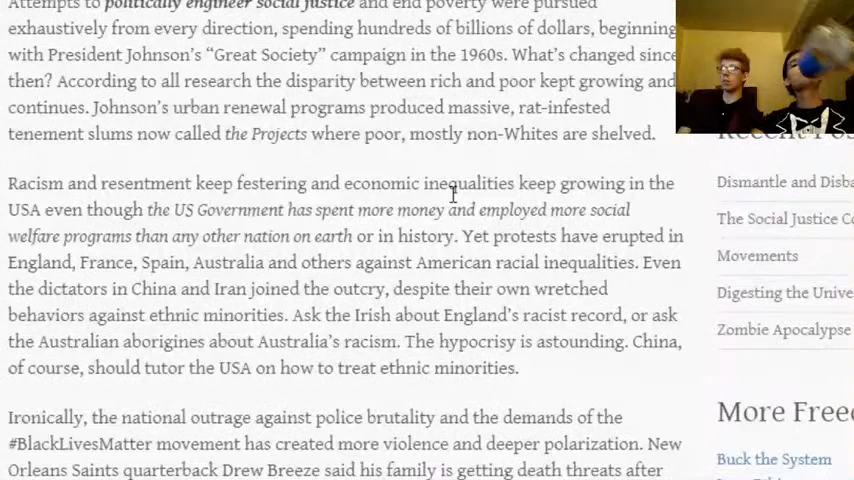 Attempts to politically engineer social justice and end poverty were pursued
exhaustively from every direction, spending hundreds of billions of dollars, beginning
with President Johnson's “Great Society” campaign in the 1960s. What's changed since
then? According to all research the disparity between rich and poor kept growing and
continues. Johnson's urban renewal programs produced massive, rat-infested
tenement slums now called the Projects where poor, mostly non-Whites are shelved.
Racism and resentment keep festering and economic inequalities keep growing in the
USA even though the US Government has spent more money and employed more social
welfare programs than any other nation on earth or in history. Yet protests have erupted in
England, France, Spain, Australia and others against American racial inequalities. Even
the dictators in China and Iran joined the outcry, despite their own wretched
behaviors against ethnic minorities. Ask the Irish about England's racist record, or ask
the Australian aborigines about Australia's racism. The hypocrisy is astounding. China,
of course, should tutor the USA on how to treat ethnic minorities.
Ironically, the national outrage against police brutality and the demands of the
#BlackLivesMatter movement has created more violence and deeper polarization. New
Orleans Saints quarterback Drew Breeze said his family is getting death threats after
Recent Pos
Dismantle and Disba
The Social Justice Co
Movements
Digesting the Unive
Zombie Apocalypse
More Free
Buck the System